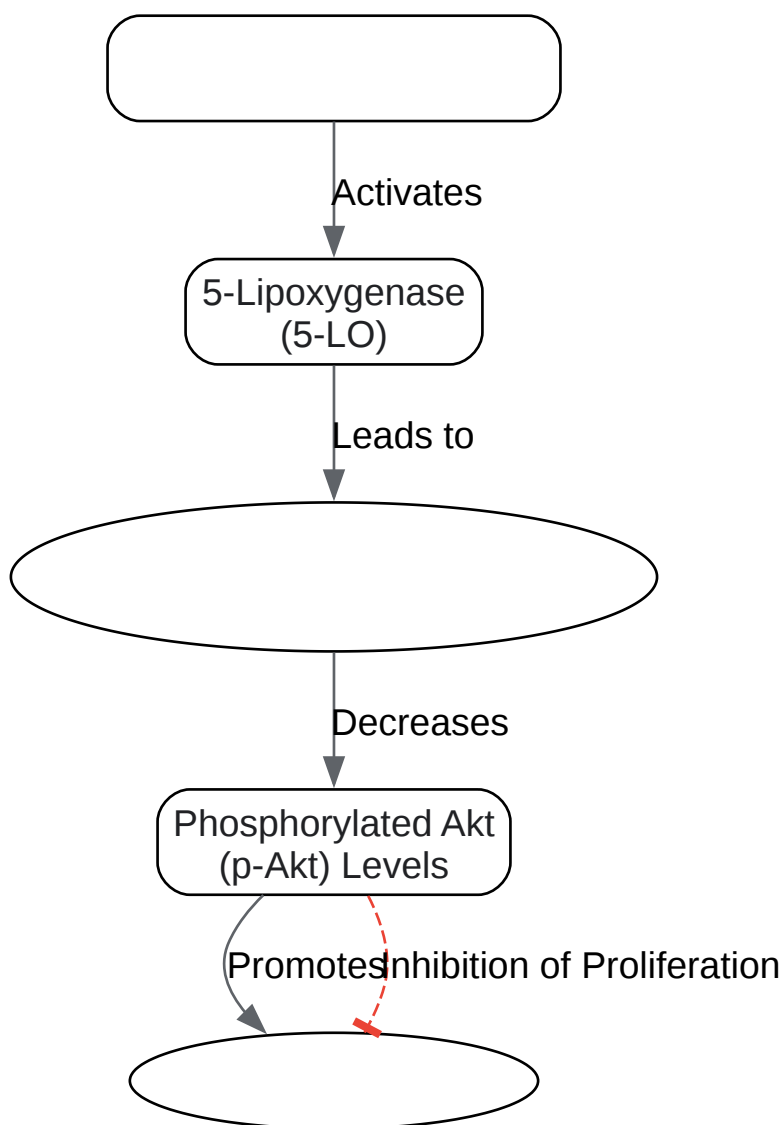 Activates
5-Lipoxygenase
(5-LO)
Leads to
Decreases
Phosphorylated Akt
(p-Akt) Levels
Promotes
Inhibition of Proliferation